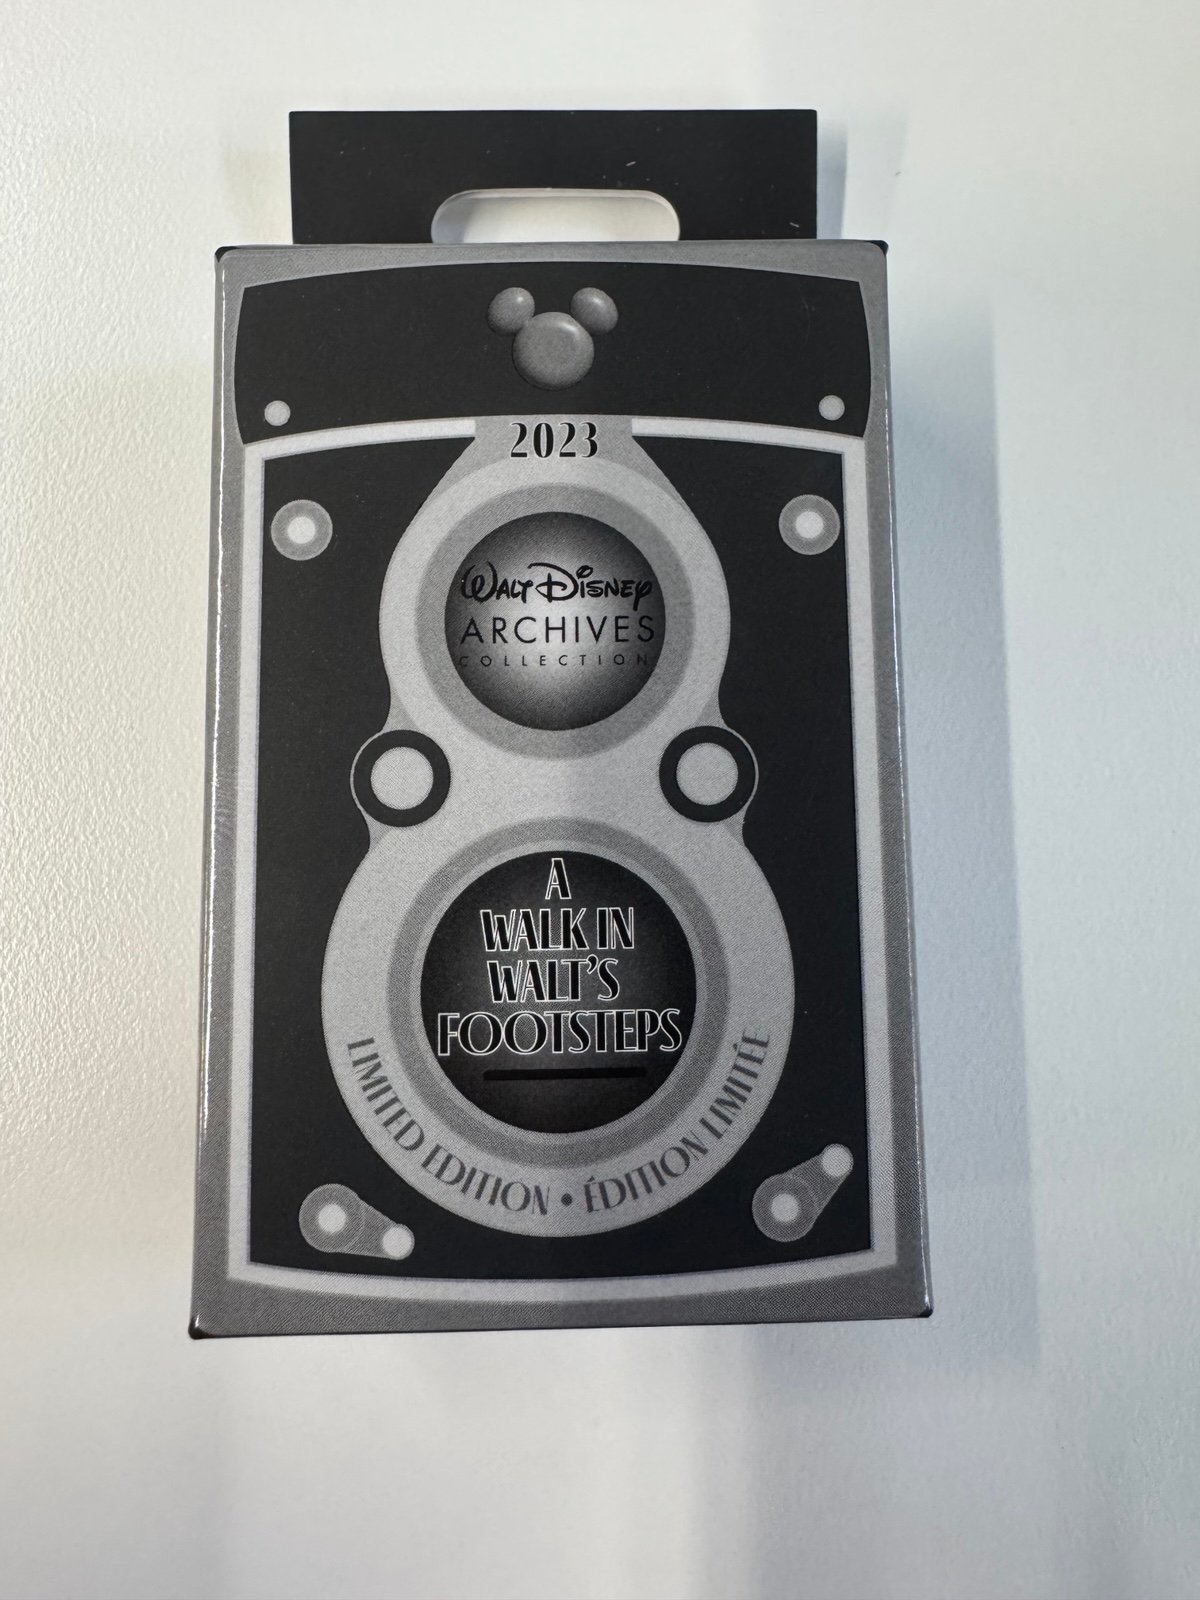 2023
WALT DISNEY
ARCHIVES
COLLECTION
A
WALK IN
WALT'S
FOOTSTEPS
LIMITED EDITION • ÉDITION LIMITÉE